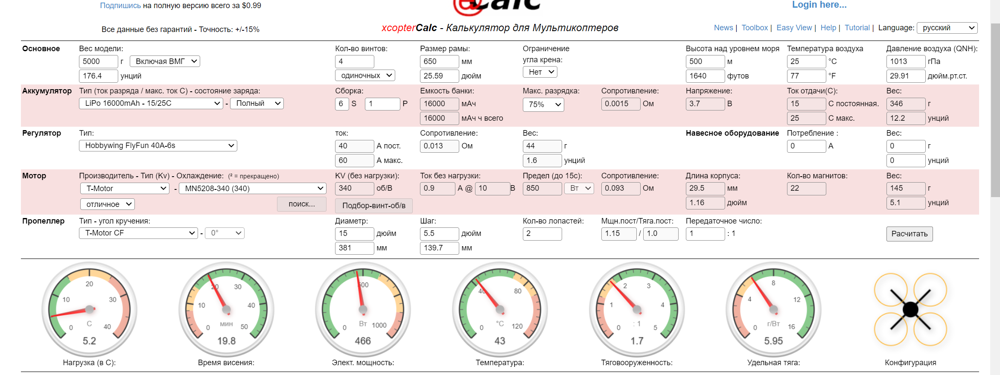 Подпишись на полную версию всего за $0.99
@Calc
Login here...
Все данные без гарантий - Точность: +/-15%
xcopterCalc - Калькулятор для Мультикоптеров
News | Toolbox | Easy View | Help | Tutorial | Language: русский
Основное
Вес модели:
5000 г Включая ВМГ
176.4 унций
Кол-во винтов:
4
одиночных
Размер рамы:
650 мм
25.59 дюйм
Ограничение
угла крена:
Нет
Высота над уровнем моря
500 м
1640 футов
Температура воздуха
25 °C
77 °F
Давление воздуха (QNH):
1013 гПа
29.91 дюйм.рт.ст.
Аккумулятор
Тип (ток разряда / макс. ток C) - состояние заряда:
LiPo 16000mAh - 15/25C - Полный
Сборка:
6 S 1 P
Емкость банки:
16000 мАч
16000 мАч ч всего
Макс. разрядка:
75%
Сопротивление:
0.0015 Ом
Напряжение:
3.7 В
Ток отдачи(C):
15 C постоянная.
25 C макс.
Вес:
346 г
12.2 унций
Регулятор
Тип:
Hobbywing FlyFun 40A-6s
ток:
40 А пост.
60 А макс.
Сопротивление:
0.013 Ом
Вес:
44 г
1.6 унций
Навесное оборудование
Потребление :
0 А
Вес:
0 г
0 унций
Мотор
Производитель - Тип (Kv) - Охлаждение: (² = прекращено)
T-Motor - MN5208-340 (340)
отличное поиск...
KV (без нагрузки):
340 об/В
Подбор-винт-об/в
Ток без нагрузки:
0.9 А @ 10 В
Предел (до 15с):
850 Вт
Сопротивление:
0.093 Ом
Длина корпуса:
29.5 мм
1.16 дюйм
Кол-во магнитов:
22
Вес:
145 г
5.1 унций
Пропеллер
Тип - угол кручения:
T-Motor CF - 0°
Диаметр:
15 дюйм
381 мм
Шаг:
5.5 дюйм
139.7 мм
Кол-во лопастей:
2
Мщн.пост/Тяга.пост:
1.15 / 1.0
Передаточное число:
1 : 1
Расчитать
0 10 20 30 40
C
5.2
Нагрузка (в С):
0 10 20 30 40 50
мин
19.8
Время висения:
0 500 1000
Вт
466
Элект. мощность:
0 40 80 120
°C
43
Температура:
0 1 2 3 4 5
: 1
1.7
Тяговооруженность:
0 4 8 12 16
г/Вт
5.95
Удельная тяга:
Конфигурация